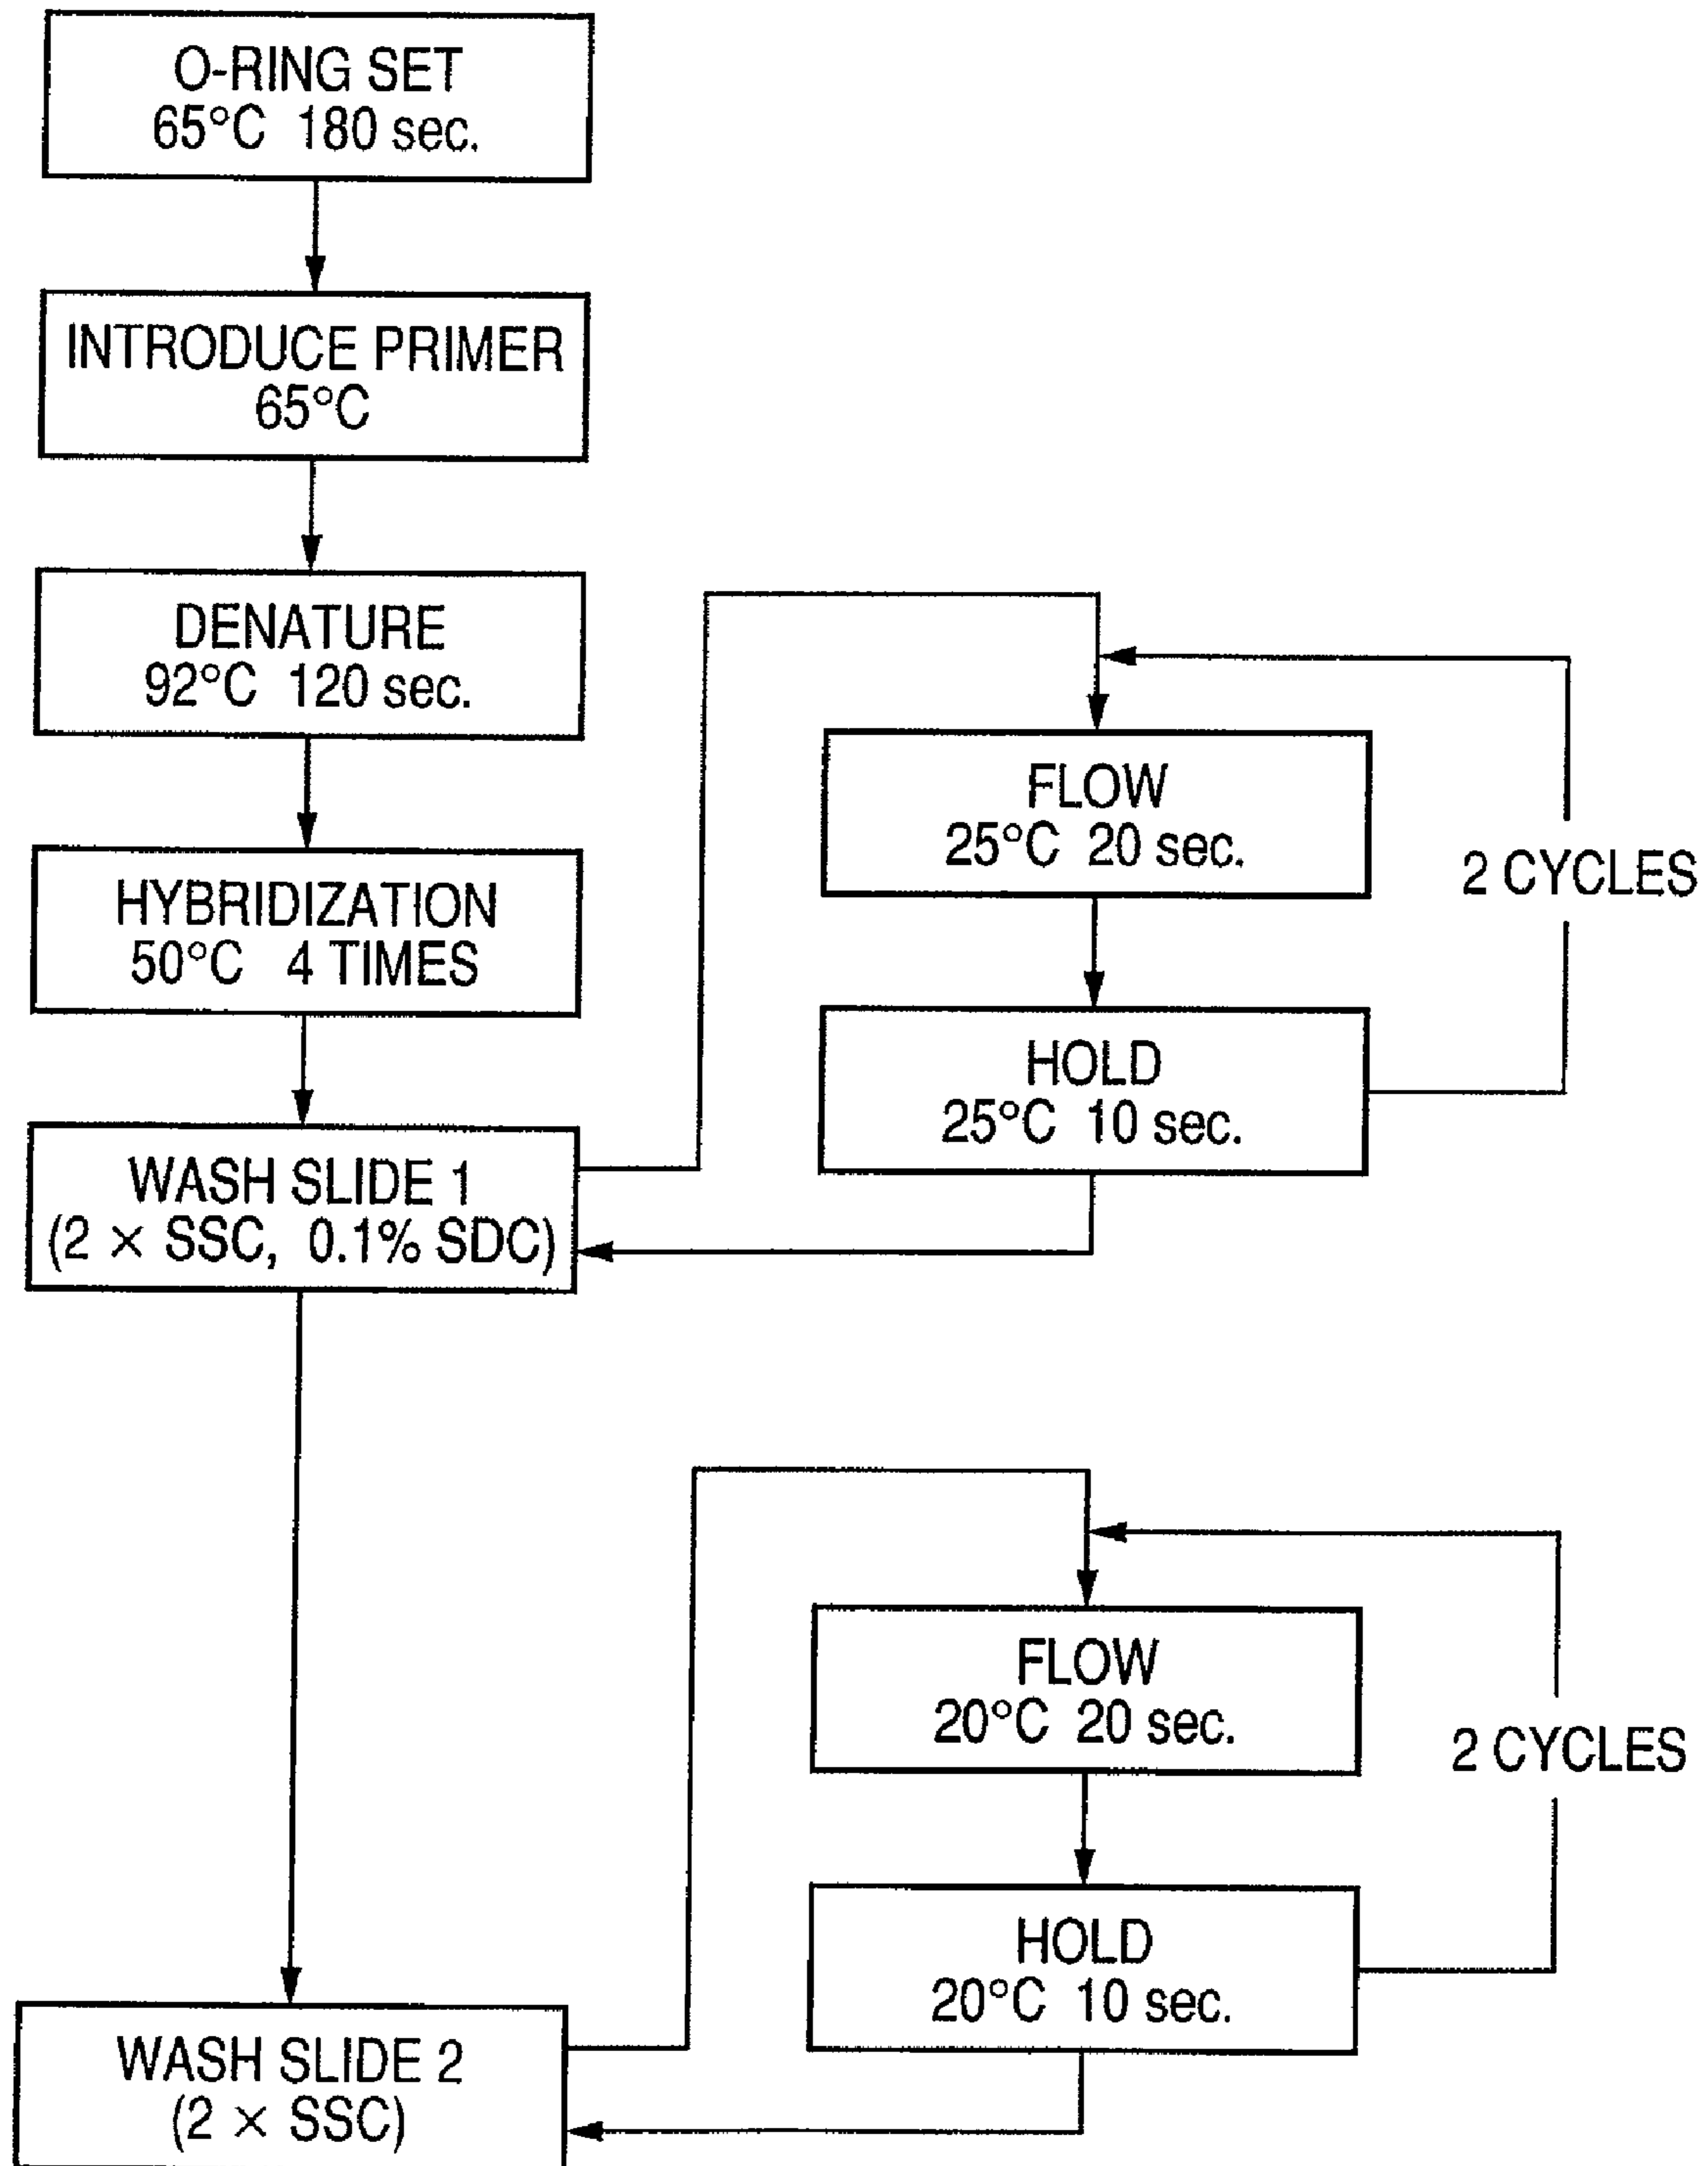 O-RING SET
65°C 180 sec.
INTRODUCE PRIMER
65°C
DENATURE
92°C 120 sec.
HYBRIDIZATION
50°C 4 TIMES
WASH SLIDE 1
(2 × SSC, 0.1% SDC)
FLOW
25°C 20 sec.
HOLD
25°C 10 sec.
2 CYCLES
WASH SLIDE 2
(2 × SSC)
FLOW
20°C 20 sec.
HOLD
20°C 10 sec.
2 CYCLES